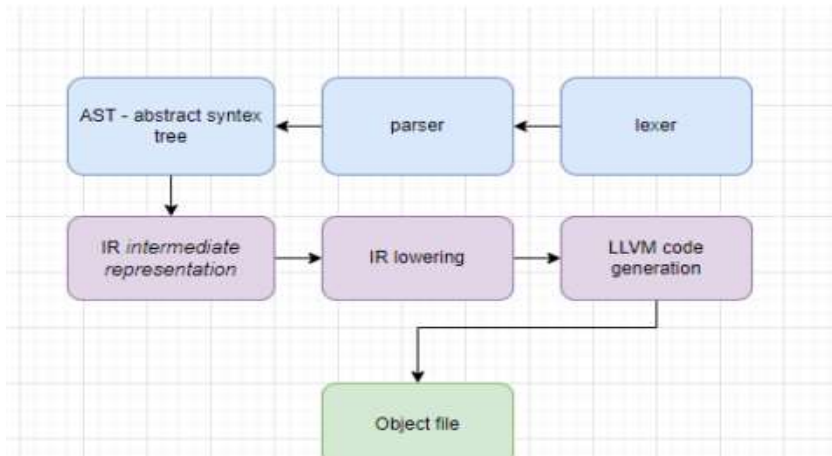 AST - abstract syntex
tree
parser
lexer
IR intermediate
representation
IR lowering
LLVM code
generation
Object file